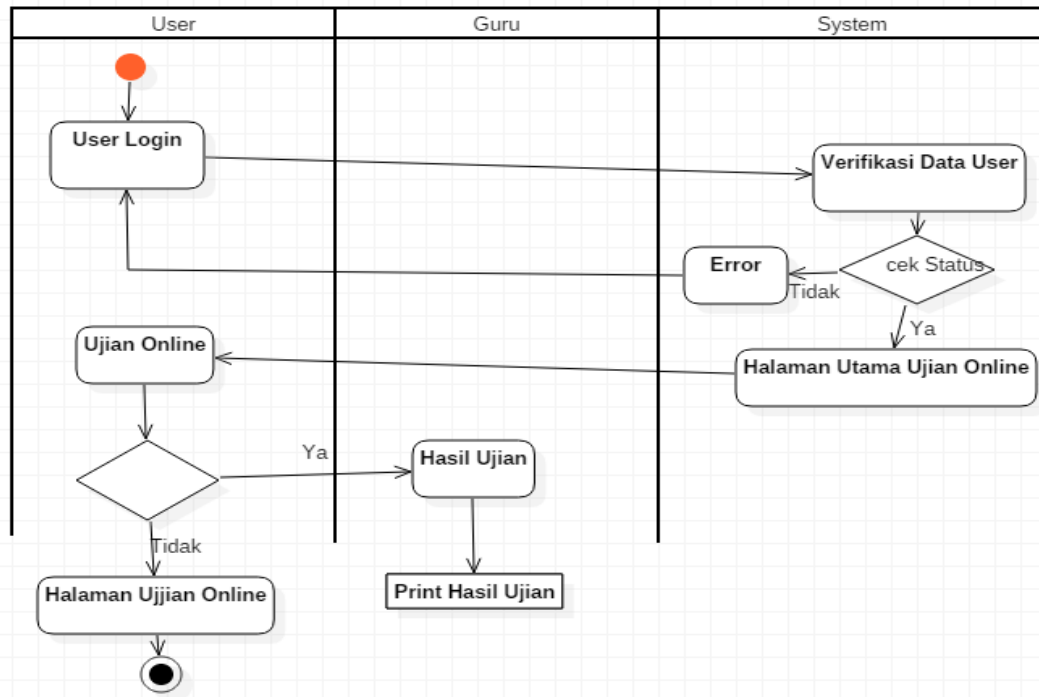 User
Guru
System
User Login
Verifikasi Data User
cek Status
Error
Tidak
Ya
Ujian Online
Halaman Utama Ujian Online
Ya
Hasil Ujian
Tidak
Halaman Ujjian Online
Print Hasil Ujian